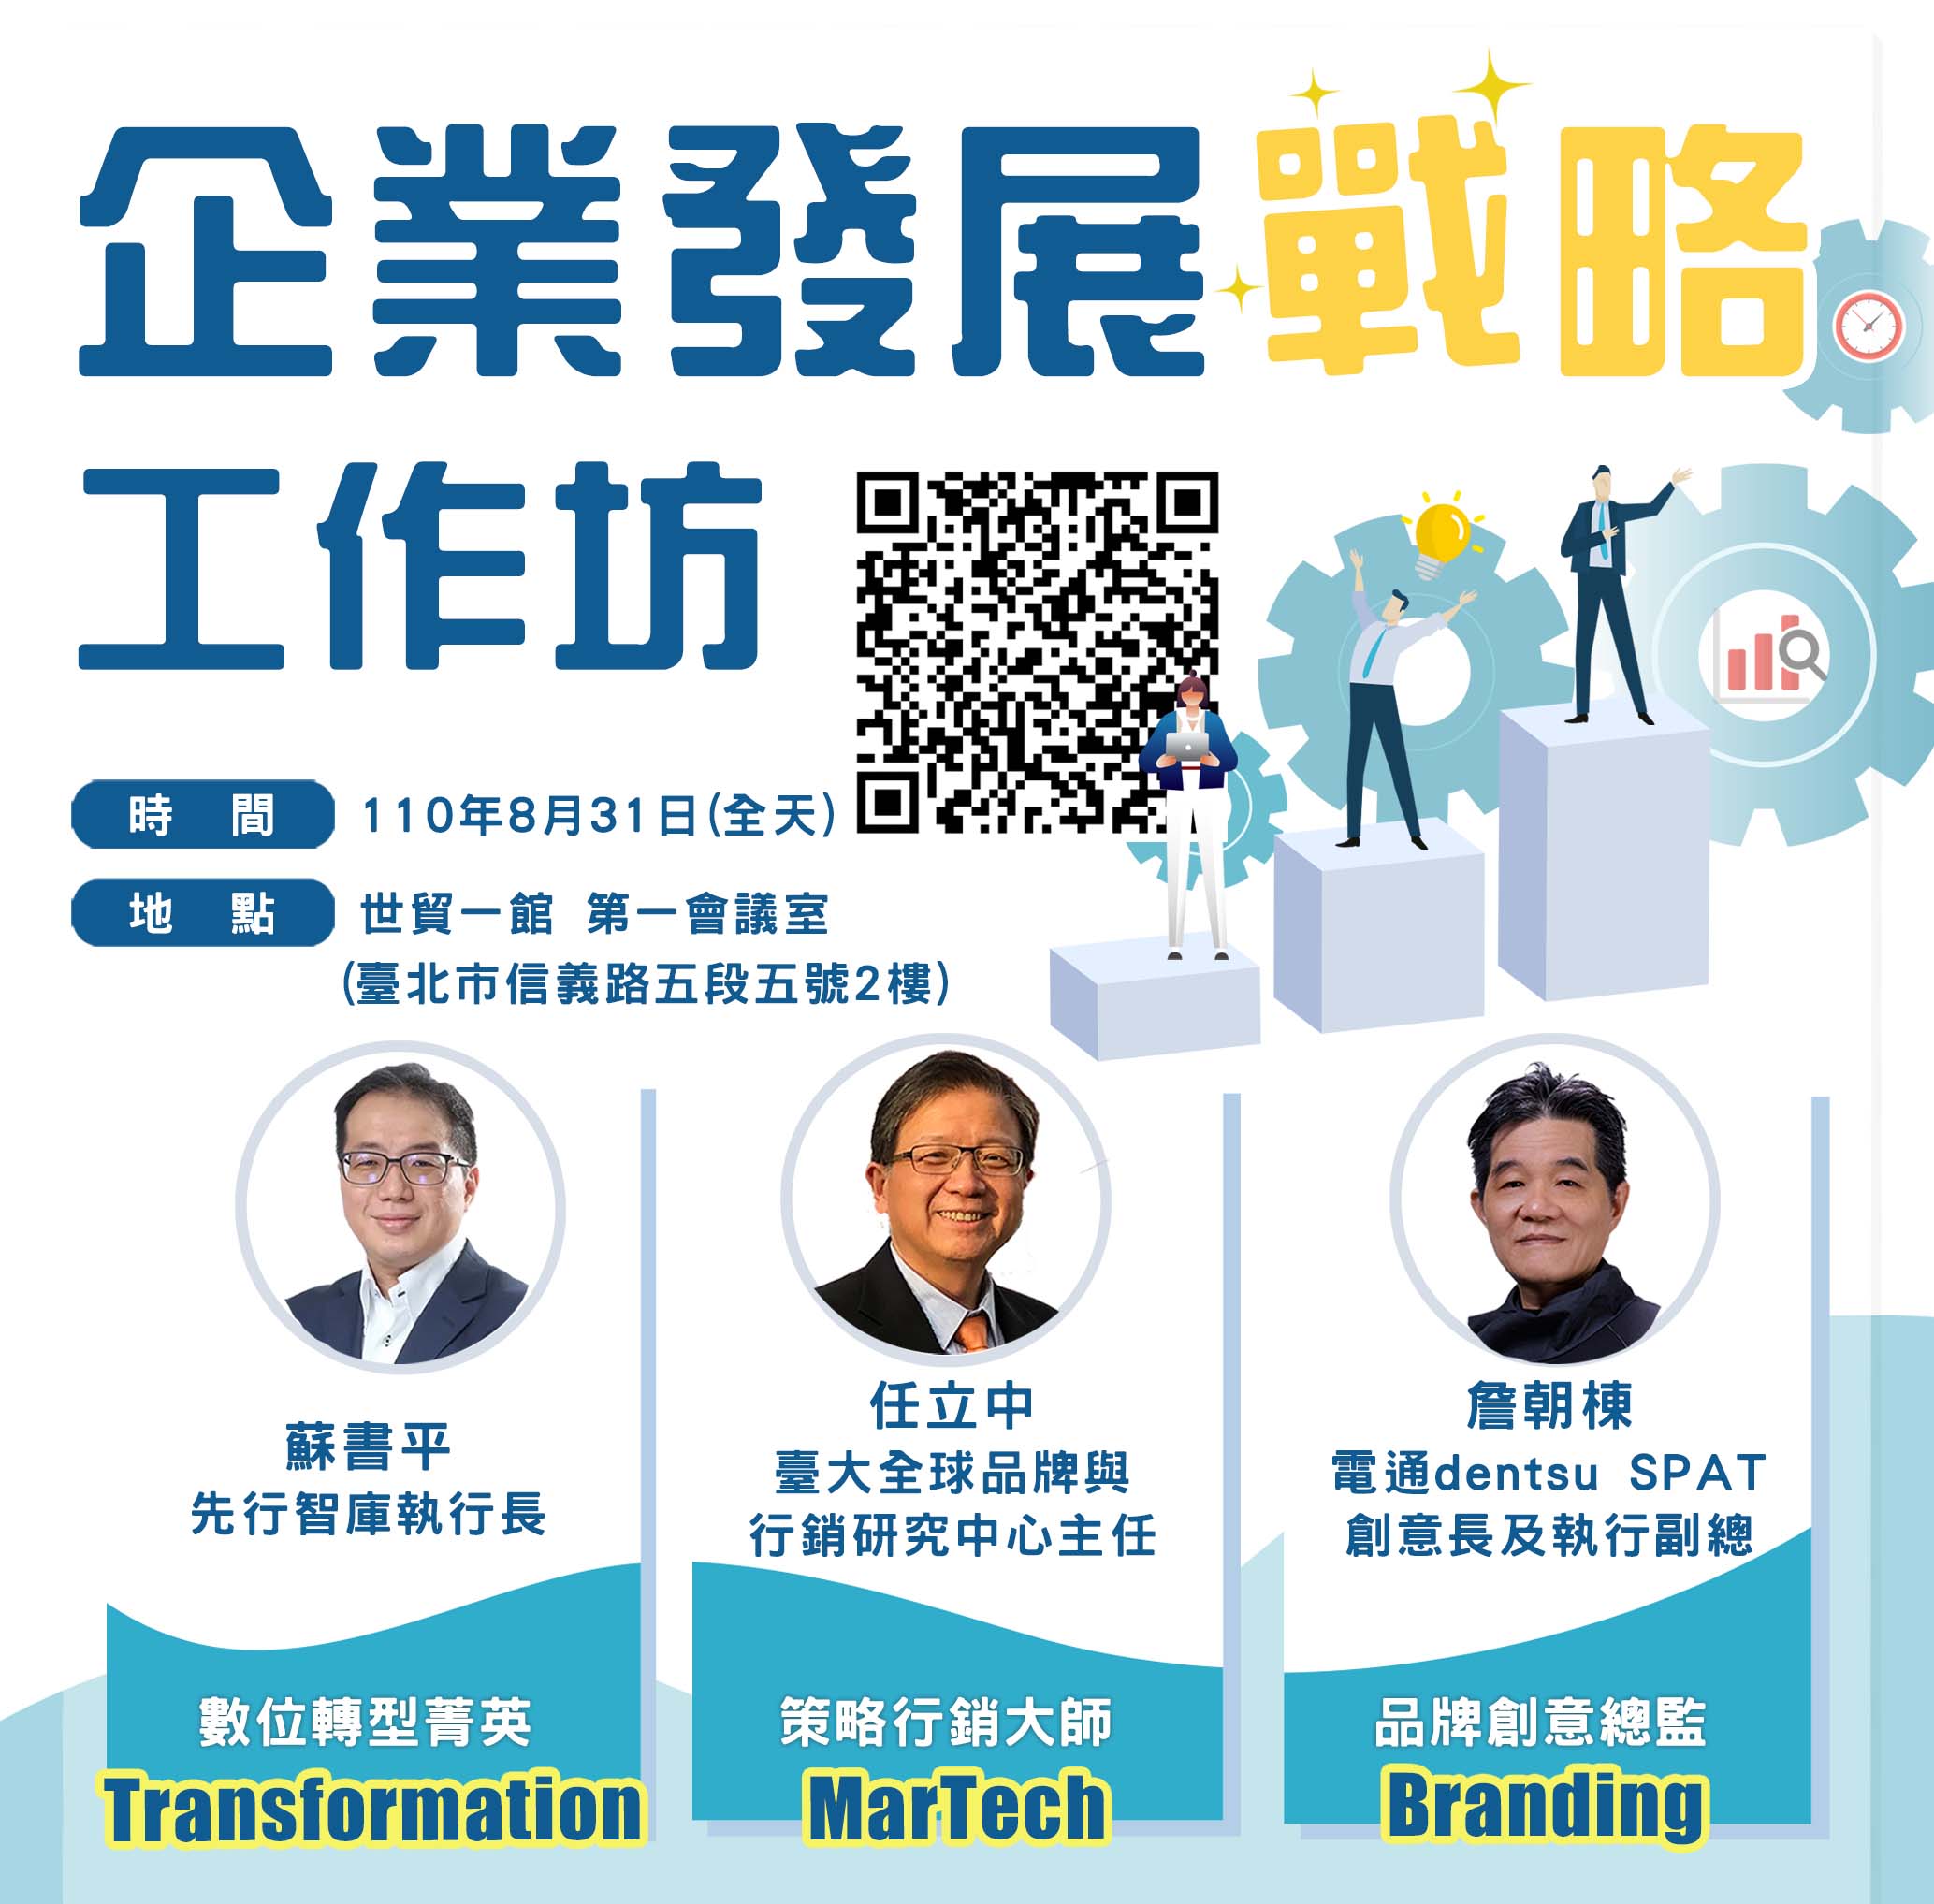 企業發展戰略
工作坊
時間 110年8月31日(全天)
地點 世貿一館 第一會議室
(臺北市信義路五段五號2樓)
蘇書平
先行智庫執行長
數位轉型菁英
Transformation
任立中
臺大全球品牌與
行銷研究中心主任
策略行銷大師
MarTech
詹朝棟
電通dentsu SPAT
創意長及執行副總
品牌創意總監
Branding